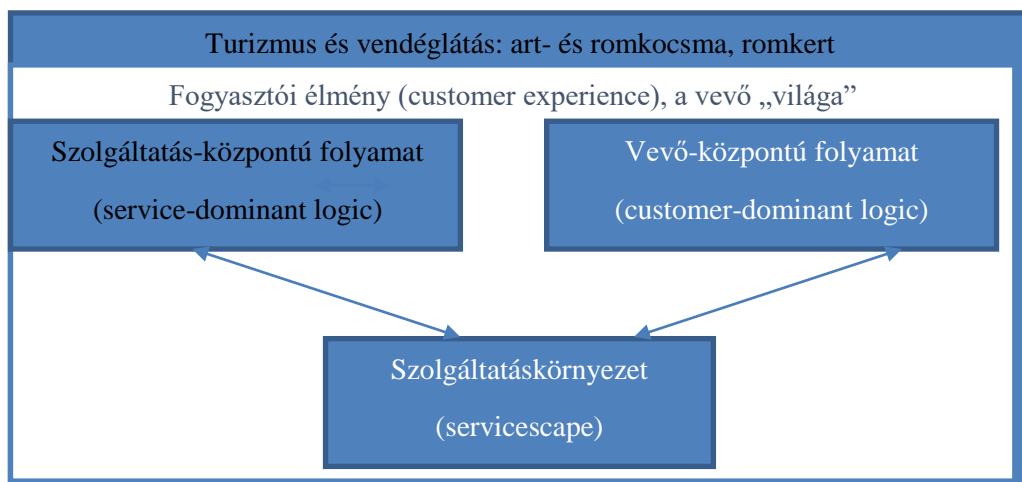 Turizmus és vendéglátás: art- és romkocsma, romkert
Fogyasztói élmény (customer experience), a vevő „világa”
Szolgáltatás-központú folyamat
(service-dominant logic)
Vevő-központú folyamat
(customer-dominant logic)
Szolgáltatáskörnyezet
(servicescape)